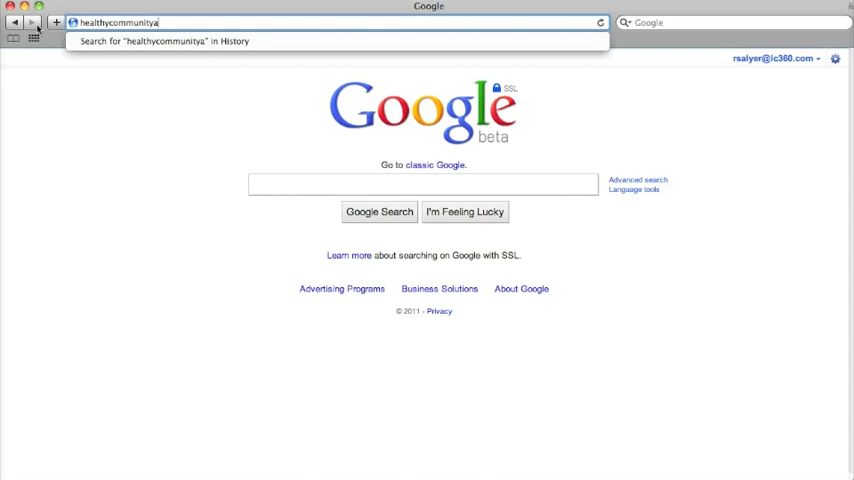 Google
healthycommunitya
Google
Search for "healthycommunitya" in History
rsalyer@lc360.com
Google
SSL
beta
Go to classic Google.
Advanced search
Language tools
Google Search
I'm Feeling Lucky
Learn more about searching on Google with SSL.
Advertising Programs Business Solutions About Google
© 2011 - Privacy